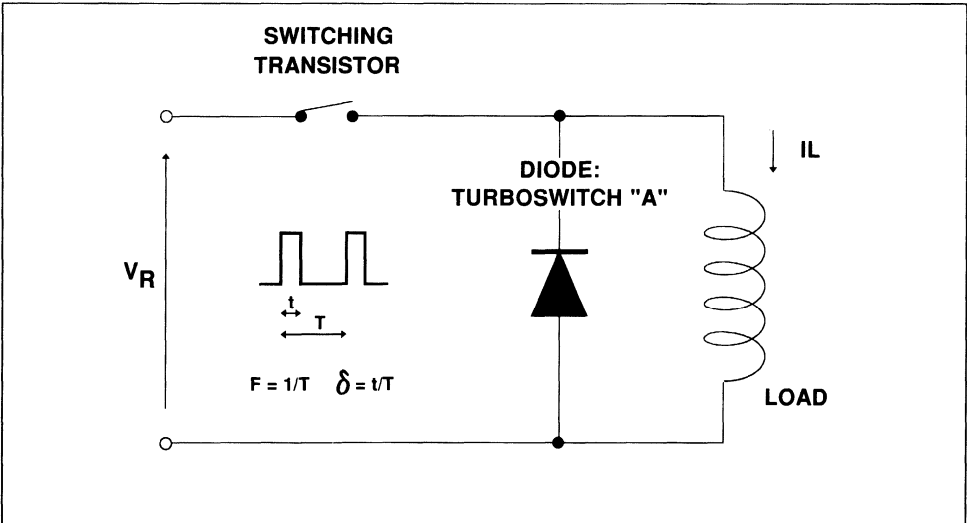 SWITCHING
TRANSISTOR
IL
DIODE:
TURBOSWITCH "A"
VR
t
T
F = 1/T δ = t/T
LOAD